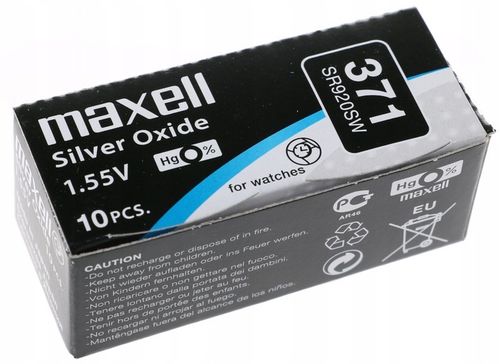 maxell
Silver Oxide
1.55V
Hg 0%
10PCS.
for watches
371
SR920SW
Hg 0%
maxell
PG
AR46
EU
CAUTION
-Do not recharge or dispose of in fire.
-Keep away from children.
-Nicht wieder aufladen oder ins Feuer werfen.
-Von Kindern fernhalten.
-Non ricaricare o non gettare nel fuoco.
-Tenere lontano dalla portata dei bambini.
-Ne pas recharger ou jeter au feu.
-Tenir hors de portée des enfants.
-No recargar ni arrojar al fuego.
-Mantener fuera del alcance de los niños.